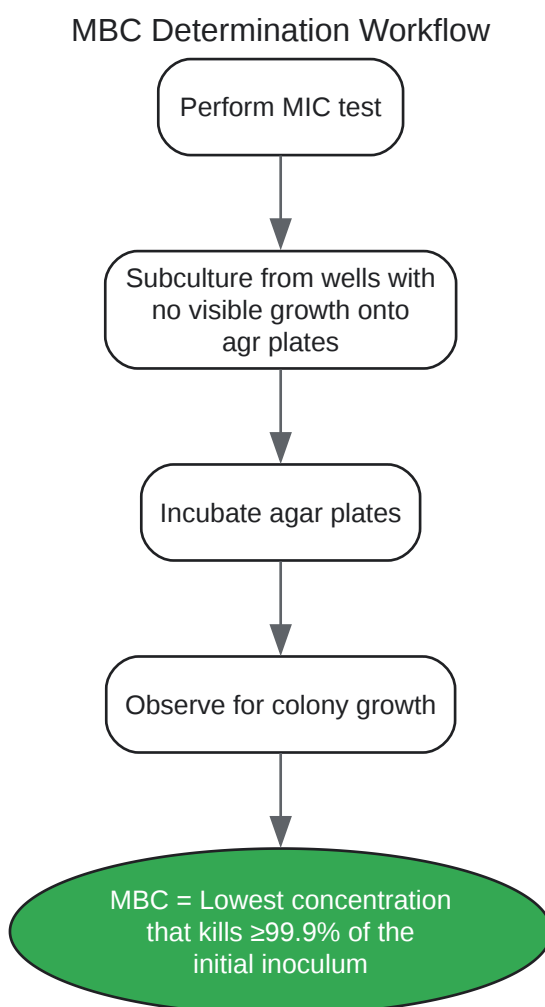 MBC Determination Workflow
Perform MIC test
Subculture from wells with
no visible growth onto
agr plates
Incubate agar plates
Observe for colony growth
MBC = Lowest concentration
that kills ≥99.9% of the
initial inoculum